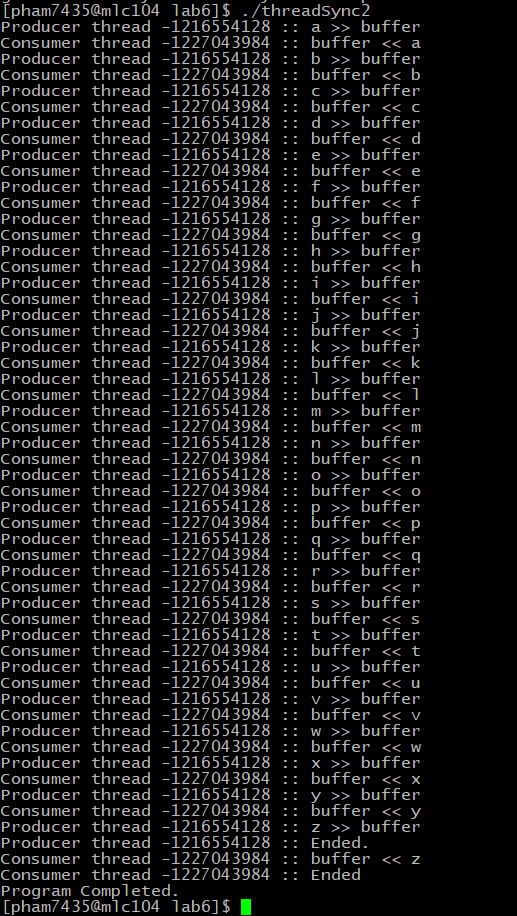 [pham7435@mlc104 lab6]$ ./threadSync2
Producer thread -1216554128 :: a >> buffer
Consumer thread -1227043984 :: buffer << a
Producer thread -1216554128 :: b >> buffer
Consumer thread -1227043984 :: buffer << b
Producer thread -1216554128 :: c >> buffer
Consumer thread -1227043984 :: buffer << c
Producer thread -1216554128 :: d >> buffer
Consumer thread -1227043984 :: buffer << d
Producer thread -1216554128 :: e >> buffer
Consumer thread -1227043984 :: buffer << e
Producer thread -1216554128 :: f >> buffer
Consumer thread -1227043984 :: buffer << f
Producer thread -1216554128 :: g >> buffer
Consumer thread -1227043984 :: buffer << g
Producer thread -1216554128 :: h >> buffer
Consumer thread -1227043984 :: buffer << h
Producer thread -1216554128 :: i >> buffer
Consumer thread -1227043984 :: buffer << i
Producer thread -1216554128 :: j >> buffer
Consumer thread -1227043984 :: buffer << j
Producer thread -1216554128 :: k >> buffer
Consumer thread -1227043984 :: buffer << k
Producer thread -1216554128 :: l >> buffer
Consumer thread -1227043984 :: buffer << l
Producer thread -1216554128 :: m >> buffer
Consumer thread -1227043984 :: buffer << m
Producer thread -1216554128 :: n >> buffer
Consumer thread -1227043984 :: buffer << n
Producer thread -1216554128 :: o >> buffer
Consumer thread -1227043984 :: buffer << o
Producer thread -1216554128 :: p >> buffer
Consumer thread -1227043984 :: buffer << p
Producer thread -1216554128 :: q >> buffer
Consumer thread -1227043984 :: buffer << q
Producer thread -1216554128 :: r >> buffer
Consumer thread -1227043984 :: buffer << r
Producer thread -1216554128 :: s >> buffer
Consumer thread -1227043984 :: buffer << s
Producer thread -1216554128 :: t >> buffer
Consumer thread -1227043984 :: buffer << t
Producer thread -1216554128 :: u >> buffer
Consumer thread -1227043984 :: buffer << u
Producer thread -1216554128 :: v >> buffer
Consumer thread -1227043984 :: buffer << v
Producer thread -1216554128 :: w >> buffer
Consumer thread -1227043984 :: buffer << w
Producer thread -1216554128 :: x >> buffer
Consumer thread -1227043984 :: buffer << x
Producer thread -1216554128 :: y >> buffer
Consumer thread -1227043984 :: buffer << y
Producer thread -1216554128 :: z >> buffer
Producer thread -1216554128 :: Ended.
Consumer thread -1227043984 :: buffer << z
Consumer thread -1227043984 :: Ended
Program Completed.
[pham7435@mlc104 lab6]$